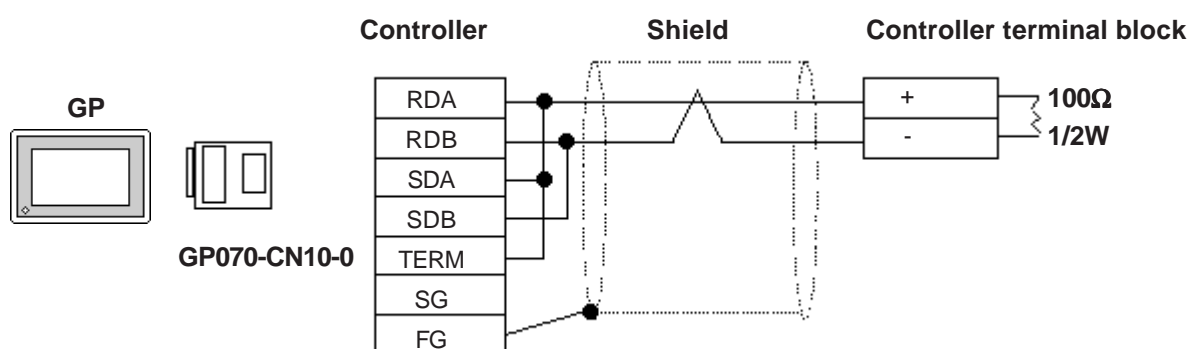 Controller
Shield
Controller terminal block
GP
GP070-CN10-0
RDA
RDB
SDA
SDB
TERM
SG
FG
+
-
100Ω
1/2W